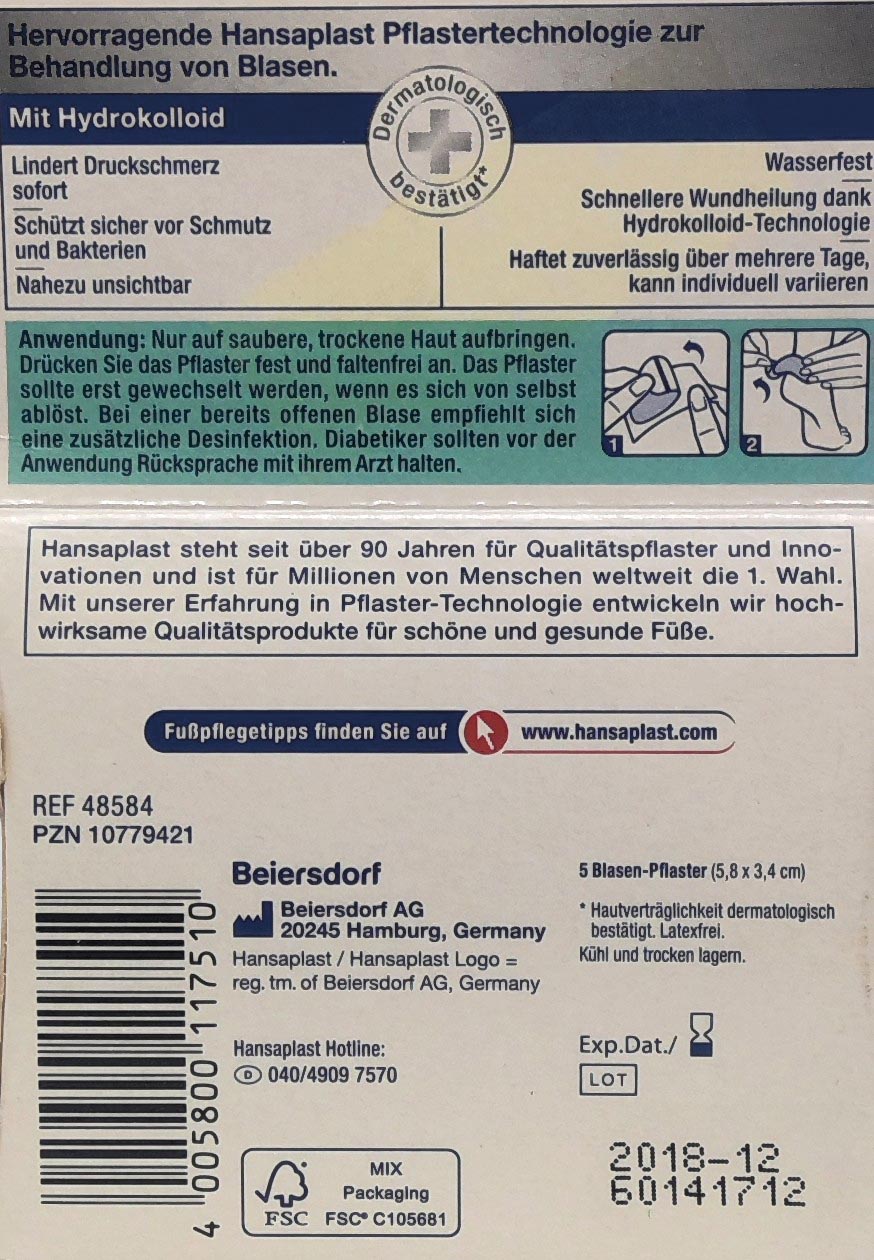 Hervorragende Hansaplast Pflastertechnologie zur
Behandlung von Blasen.
Mit Hydrokolloid
Dermatologisch
bestätigt*
Lindert Druckschmerz
sofort
Schützt sicher vor Schmutz
und Bakterien
Nahezu unsichtbar
Wasserfest
Schnellere Wundheilung dank
Hydrokolloid-Technologie
Haftet zuverlässig über mehrere Tage,
kann individuell variieren
Anwendung: Nur auf saubere, trockene Haut aufbringen.
Drücken Sie das Pflaster fest und faltenfrei an. Das Pflaster
sollte erst gewechselt werden, wenn es sich von selbst
ablöst. Bei einer bereits offenen Blase empfiehlt sich
eine zusätzliche Desinfektion. Diabetiker sollten vor der
Anwendung Rücksprache mit ihrem Arzt halten.
1
2
Hansaplast steht seit über 90 Jahren für Qualitätspflaster und Inno-
vationen und ist für Millionen von Menschen weltweit die 1. Wahl.
Mit unserer Erfahrung in Pflaster-Technologie entwickeln wir hoch-
wirksame Qualitätsprodukte für schöne und gesunde Füße.
Fußpflegetipps finden Sie auf www.hansaplast.com
REF 48584
PZN 10779421
4 005800 117510
Beiersdorf
Beiersdorf AG
20245 Hamburg, Germany
Hansaplast / Hansaplast Logo =
reg. tm. of Beiersdorf AG, Germany
Hansaplast Hotline:
D 040/4909 7570
FSC
MIX
Packaging
FSC® C105681
5 Blasen-Pflaster (5,8 x 3,4 cm)
* Hautverträglichkeit dermatologisch
bestätigt. Latexfrei.
Kühl und trocken lagern.
Exp.Dat./
LOT
2018-12
60141712